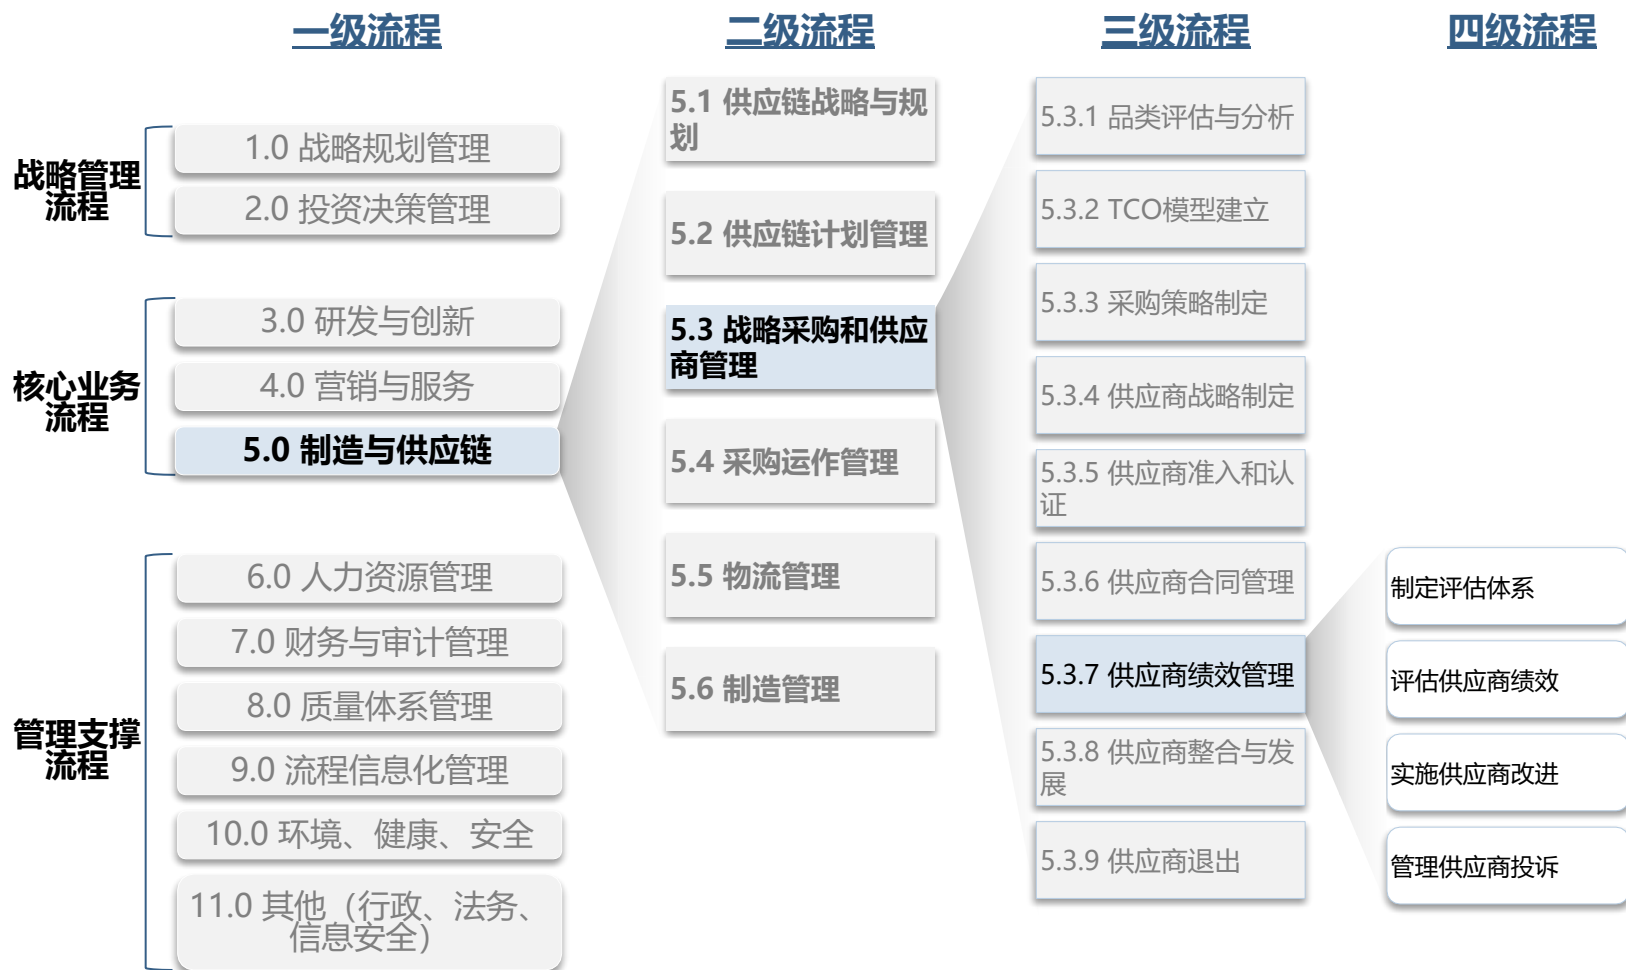 一级流程
二级流程
三级流程
四级流程
战略管理
流程
1.0 战略规划管理
2.0 投资决策管理
核心业务
流程
3.0 研发与创新
4.0 营销与服务
5.0 制造与供应链
管理支撑
流程
6.0 人力资源管理
7.0 财务与审计管理
8.0 质量体系管理
9.0 流程信息化管理
10.0 环境、健康、安全
11.0 其他（行政、法务、
信息安全）
5.1 供应链战略与规
划
5.2 供应链计划管理
5.3 战略采购和供应
商管理
5.4 采购运作管理
5.5 物流管理
5.6 制造管理
5.3.1 品类评估与分析
5.3.2 TCO模型建立
5.3.3 采购策略制定
5.3.4 供应商战略制定
5.3.5 供应商准入和认
证
5.3.6 供应商合同管理
5.3.7 供应商绩效管理
5.3.8 供应商整合与发
展
5.3.9 供应商退出
制定评估体系
评估供应商绩效
实施供应商改进
管理供应商投诉